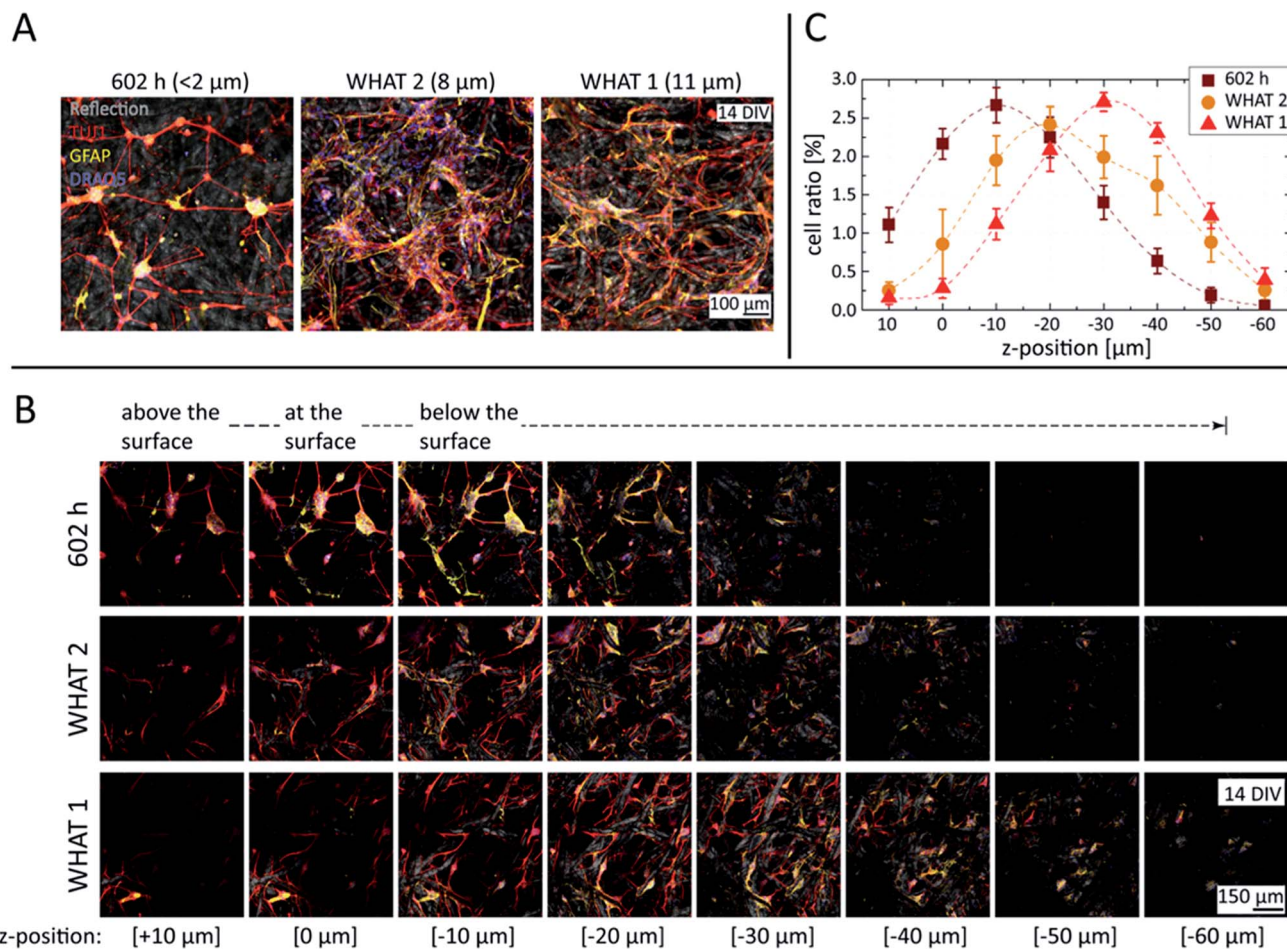 A
602 h (<2 µm)
WHAT 2 (8 µm)
WHAT 1 (11 µm)
Reflection
TUJ1
GFAP
DRAQ5
14 DIV
100 µm
C
3.0
2.5
2.0
1.5
1.0
0.5
0.0
cell ratio [%]
10 0 -10 -20 -30 -40 -50 -60
z-position [µm]
602 h
WHAT 2
WHAT 1
B
above the
surface
at the
surface
below the
surface
602 h
WHAT 2
WHAT 1
14 DIV
150 µm
z-position: [+10 µm] [0 µm] [-10 µm] [-20 µm] [-30 µm] [-40 µm] [-50 µm] [-60 µm]